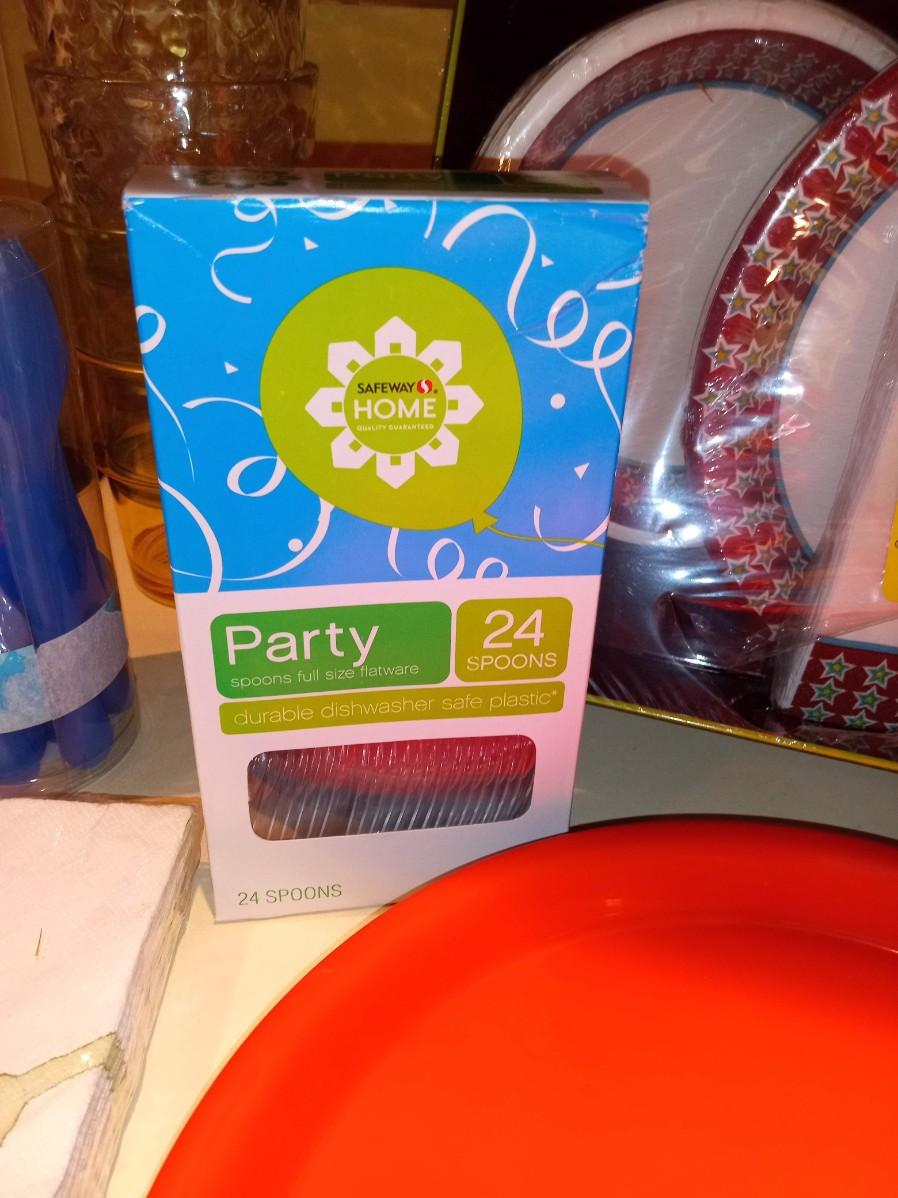 SAFEWAY
HOME
QUALITY GUARANTEED
Party
spoons full size flatware
24
SPOONS
durable dishwasher safe plastic*
24 SPOONS